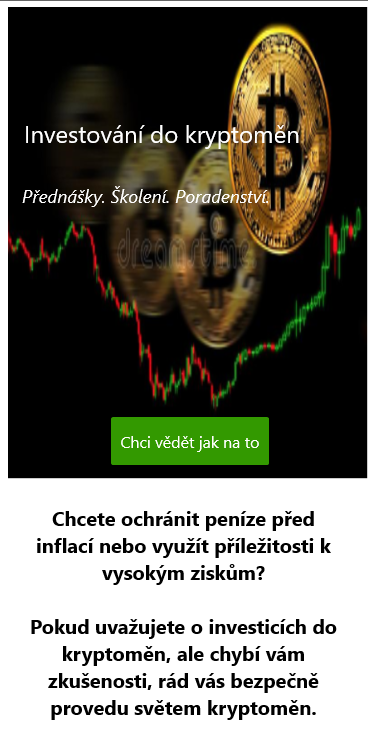 Investování do kryptoměn
Přednášky. Školení. Poradenství.
dreamstime
Chci vědět jak na to
Chcete ochránit peníze před
inflací nebo využít příležitosti k
vysokým ziskům?
Pokud uvažujete o investicích do
kryptoměn, ale chybí vám
zkušenosti, rád vás bezpečně
provedu světem kryptoměn.